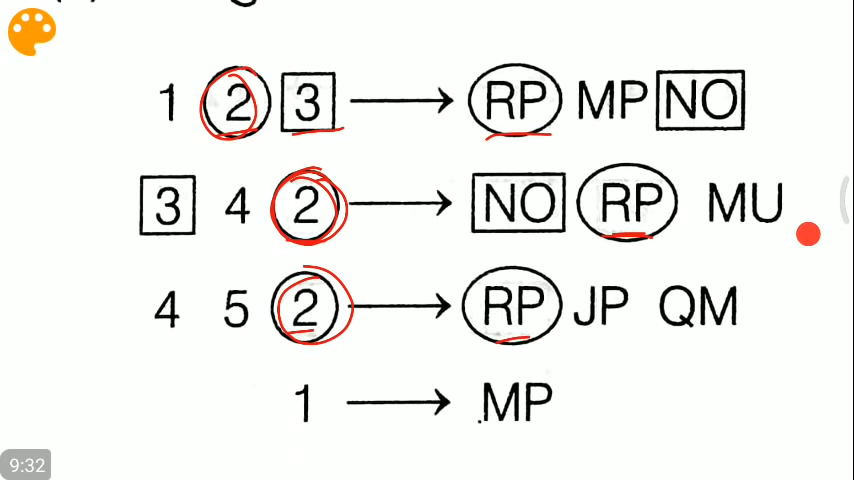 1 2 3 → RP MP NO
3 4 2 → NO RP MU
4 5 2 → RP JP QM
1 → MP
9:32